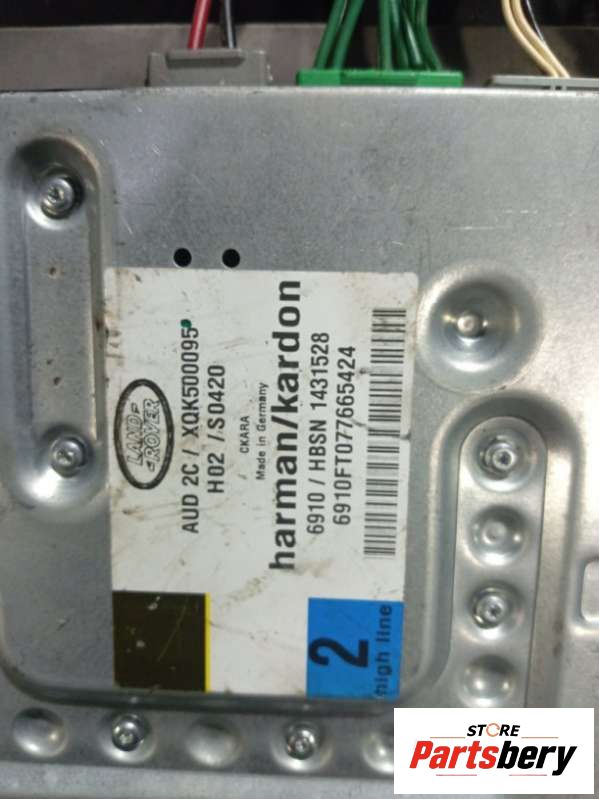 LAND-
-ROVER
AUD 2C / XQK500095
H02 / S0420
CKARA
Made in Germany
harman/kardon
6910 / HBSN 1431528
6910FT077665424
2
high line
STORE
Partsbery